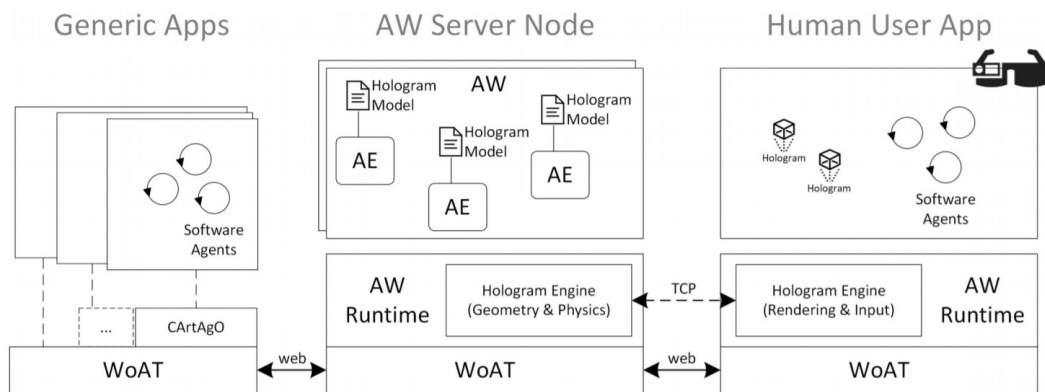 Generic Apps
AW Server Node
Human User App
Software
Agents
...
CArtAgO
WoAT
web
Hologram
Model
AW
Hologram
Model
Hologram
Model
AE
AE
AE
AW
Runtime
Hologram Engine
(Geometry & Physics)
WoAT
TCP
web
Hologram
Hologram
Software
Agents
Hologram Engine
(Rendering & Input)
AW
Runtime
WoAT